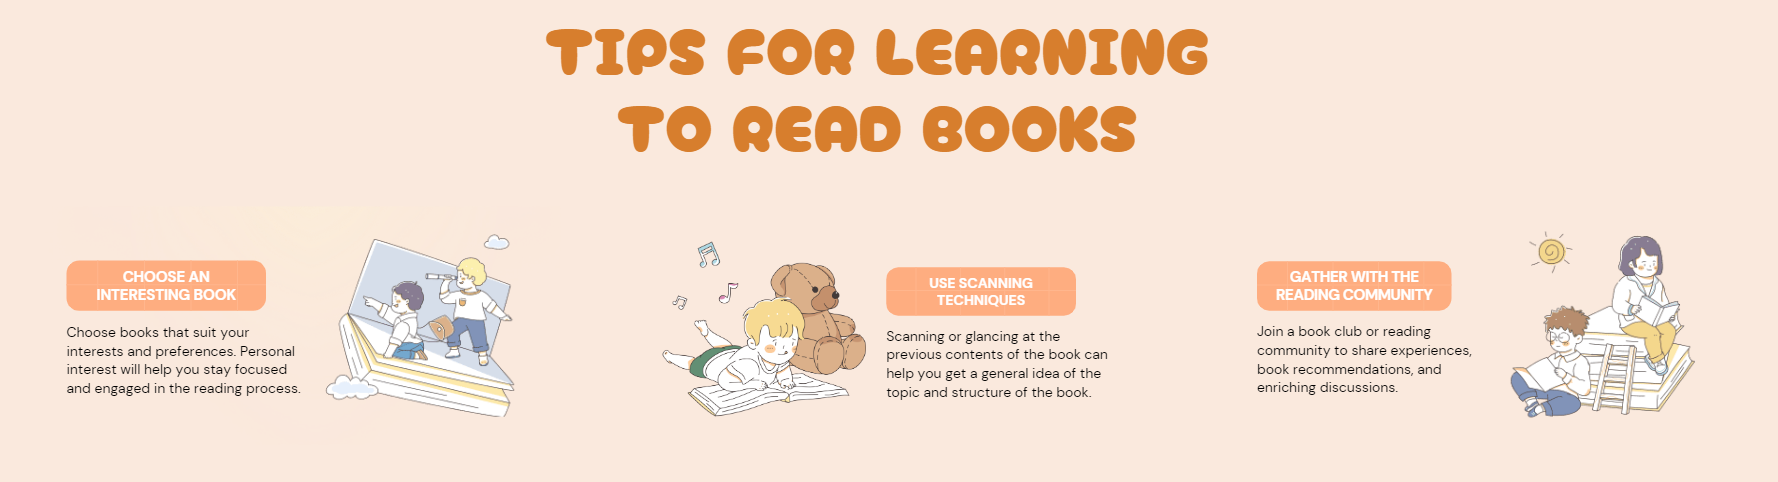 TIPS FOR LEARNING
TO READ BOOKS
CHOOSE AN
INTERESTING BOOK
Choose books that suit your
interests and preferences. Personal
interest will help you stay focused
and engaged in the reading process.
USE SCANNING
TECHNIQUES
Scanning or glancing at the
previous contents of the book can
help you get a general idea of the
topic and structure of the book.
GATHER WITH THE
READING COMMUNITY
Join a book club or reading
community to share experiences,
book recommendations, and
enriching discussions.